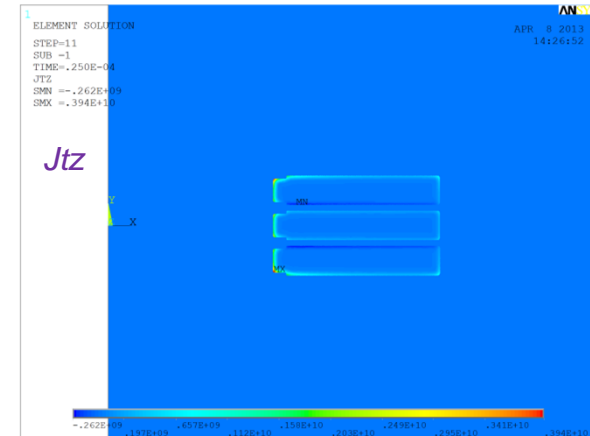 1
ANSYS
ELEMENT SOLUTION
APR 8 2013
14:26:52
STEP=11
SUB =1
TIME=.250E-04
JTZ
SMN =-.262E+09
SMX =.394E+10
Jtz
Y
X
MN
MX
-.262E+09 .657E+09 .158E+10 .249E+10 .341E+10
.197E+09 .112E+10 .203E+10 .295E+10 .394E+10